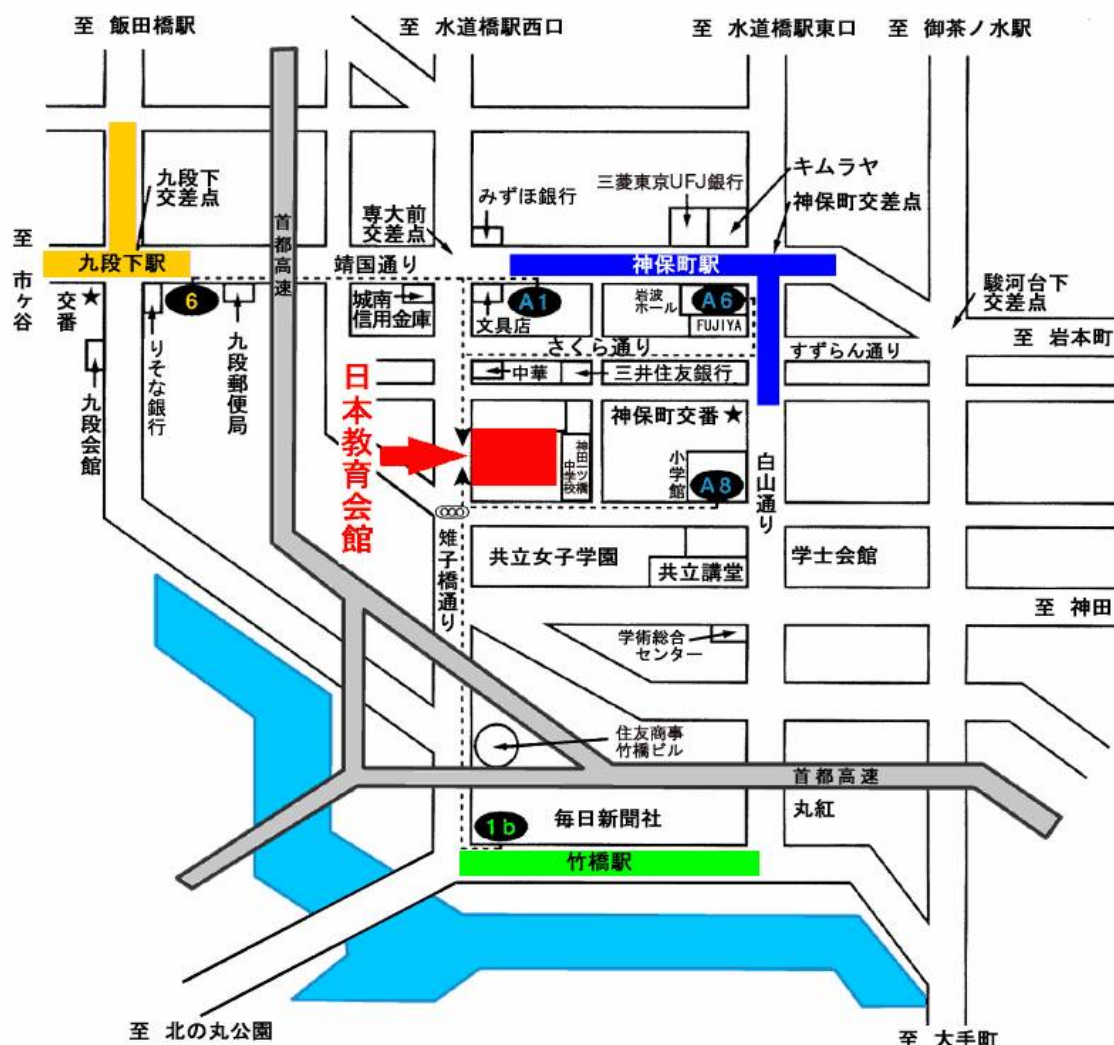 至 飯田橋駅
至 水道橋駅西口
至 水道橋駅東口
至 御茶ノ水駅
九段下
交差点
首都高速
専大前
交差点
みずほ銀行
三菱東京UFJ銀行
キムラヤ
神保町交差点
至 市ヶ谷
九段下駅
靖国通り
神保町駅
駿河台下
交差点
交番★
6
城南
信用金庫
文具店
A1
岩波
ホール
A6
FUJIYA
至 岩本町
りそな銀行
九段郵便局
九段会館
さくら通り
すずらん通り
中華
三井住友銀行
日本教育会館
神田一ツ橋
中学校
神保町交番★
小学館
A8
白山通り
雉子橋通り
共立女子学園
共立講堂
学士会館
至 神田
学術総合
センター
住友商事
竹橋ビル
首都高速
丸紅
1b
毎日新聞社
竹橋駅
至 北の丸公園
至 大手町